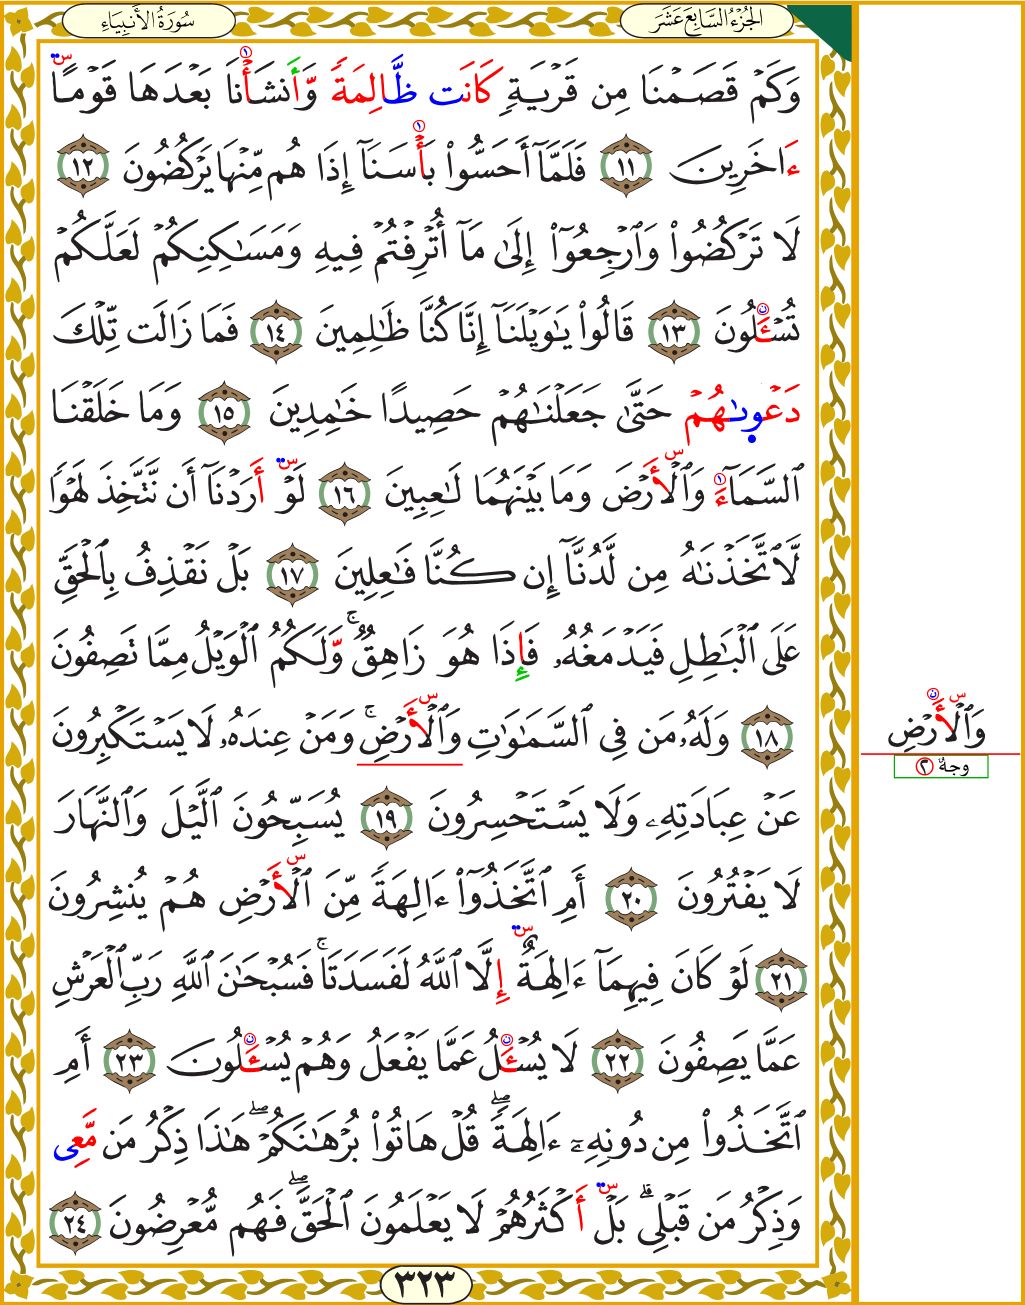 سُورَةُ الأَنبِيَاءِ
الجُزْءُ السَّابِعَ عَشَرَ
وَكَمۡ قَصَمۡنَا مِن قَرۡيَةٖ كَانَت ظَّالِمَةٗ وَّأَنشَأۡنَا بَعۡدَهَا قَوۡمًا
ءَاخَرِينَ ١١ فَلَمَّآ أَحَسُّواْ بَأۡسَنَآ إِذَا هُم مِّنۡهَا يَرۡكُضُونَ ١٢
لَا تَرۡكُضُواْ وَٱرۡجِعُوٓاْ إِلَىٰ مَآ أُتۡرِفۡتُمۡ فِيهِ وَمَسَٰكِنِكُمۡ لَعَلَّكُمۡ
تُسۡـَٔلُونَ ١٣ قَالُواْ يَٰوَيۡلَنَآ إِنَّا كُنَّا ظَٰلِمِينَ ١٤ فَمَا زَالَت تِّلۡكَ
دَعۡوىٰهُمۡ حَتَّىٰ جَعَلۡنَٰهُمۡ حَصِيدًا خَٰمِدِينَ ١٥ وَمَا خَلَقۡنَا
ٱلسَّمَآءَ وَٱلۡأَرۡضَ وَمَا بَيۡنَهُمَا لَٰعِبِينَ ١٦ لَوۡ أَرَدۡنَآ أَن نَّتَّخِذَ لَهۡوٗا
لَّٱتَّخَذۡنَٰهُ مِن لَّدُنَّآ إِن كُنَّا فَٰعِلِينَ ١٧ بَلۡ نَقۡذِفُ بِٱلۡحَقِّ
عَلَى ٱلۡبَٰطِلِ فَيَدۡمَغُهُۥ فَإِذَا هُوَ زَاهِقٞۚ وَّلَكُمُ ٱلۡوَيۡلُ مِمَّا تَصِفُونَ
١٨ وَلَهُۥ مَن فِي ٱلسَّمَٰوَٰتِ وَٱلۡأَرۡضِۚ وَمَنۡ عِندَهُۥ لَا يَسۡتَكۡبِرُونَ
وَٱلۡأَرۡضِ
وجهٌ ٢
عَنۡ عِبَادَتِهِۦ وَلَا يَسۡتَحۡسِرُونَ ١٩ يُسَبِّحُونَ ٱلَّيۡلَ وَٱلنَّهَارَ
لَا يَفۡتُرُونَ ٢٠ أَمِ ٱتَّخَذُوٓاْ ءَالِهَةٗ مِّنَ ٱلۡأَرۡضِ هُمۡ يُنشِرُونَ
٢١ لَوۡ كَانَ فِيهِمَآ ءَالِهَةٌ إِلَّا ٱللَّهُ لَفَسَدَتَاۚ فَسُبۡحَٰنَ ٱللَّهِ رَبِّ ٱلۡعَرۡشِ
عَمَّا يَصِفُونَ ٢٢ لَا يُسۡـَٔلُ عَمَّا يَفۡعَلُ وَهُمۡ يُسۡـَٔلُونَ ٢٣ أَمِ
ٱتَّخَذُواْ مِن دُونِهِۦٓ ءَالِهَةٗۖ قُلۡ هَاتُواْ بُرۡهَٰنَكُمۡۖ هَٰذَا ذِكۡرُ مَن مَّعِي
وَذِكۡرُ مَن قَبۡلِيۚ بَلۡ أَكۡثَرُهُمۡ لَا يَعۡلَمُونَ ٱلۡحَقَّۖ فَهُم مُّعۡرِضُونَ ٢٤
٣٢٣